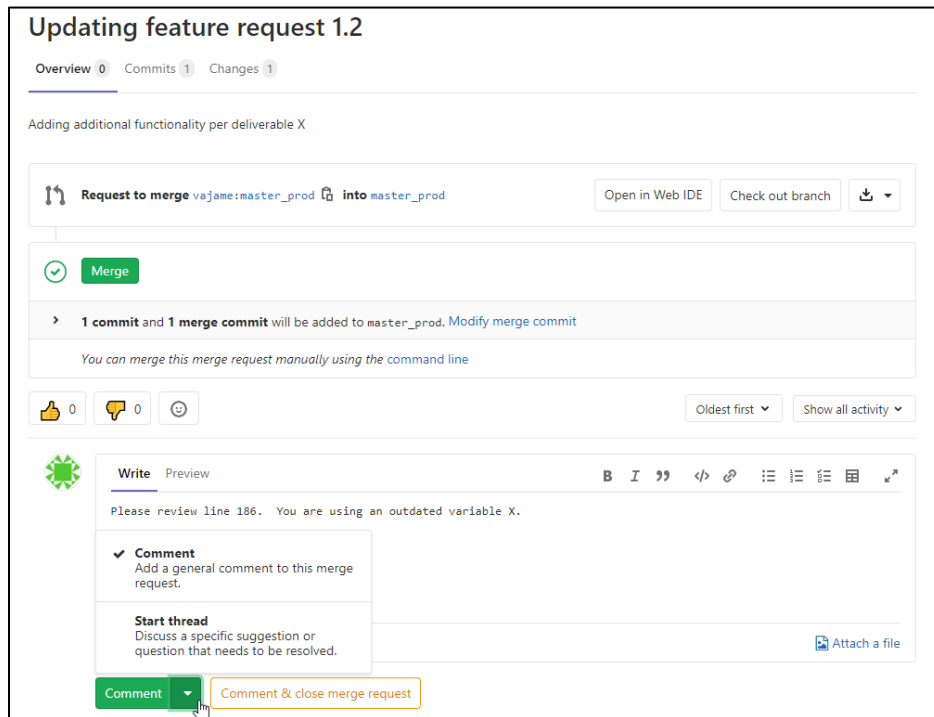 Updating feature request 1.2
Overview 0 Commits 1 Changes 1
Adding additional functionality per deliverable X
Request to merge vajame:master_prod into master_prod
Open in Web IDE
Check out branch
Merge
1 commit and 1 merge commit will be added to master_prod. Modify merge commit
You can merge this merge request manually using the command line
0
0
Oldest first
Show all activity
Write Preview
B I
Please review line 186. You are using an outdated variable X.
Comment
Add a general comment to this merge
request.
Start thread
Discuss a specific suggestion or
question that needs to be resolved.
Attach a file
Comment
Comment & close merge request